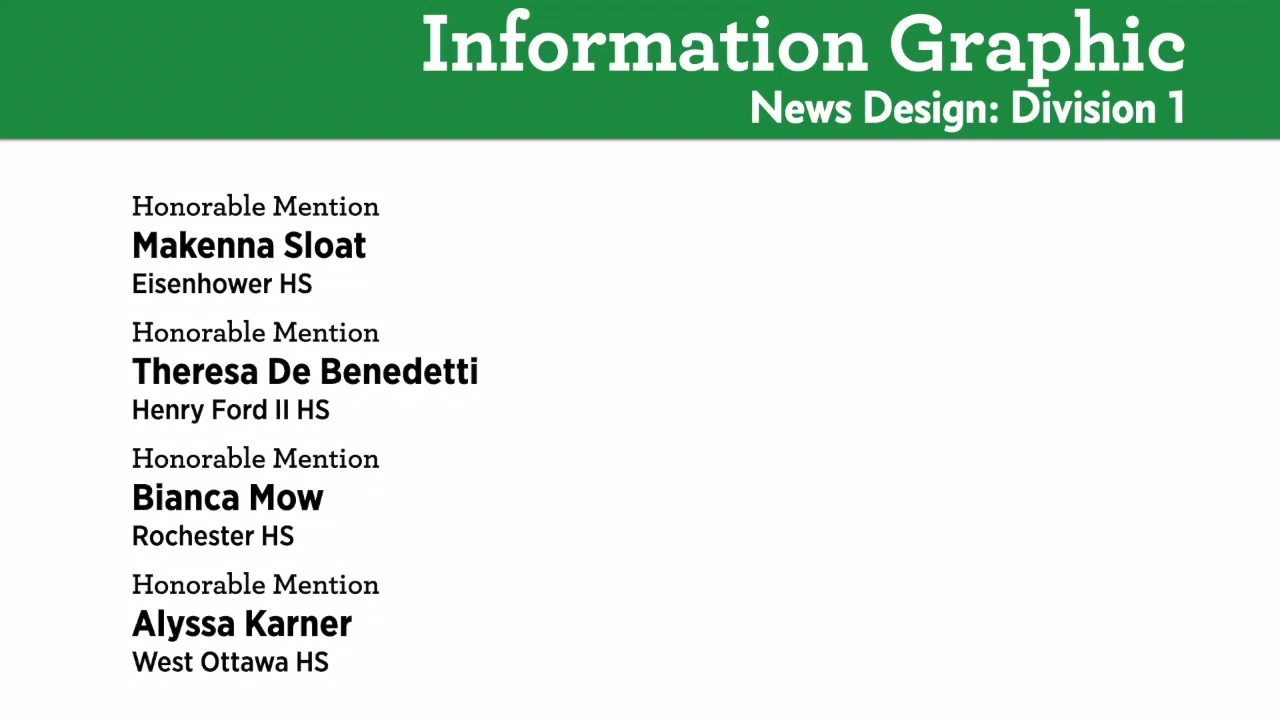 Information Graphic
News Design: Division 1
Honorable Mention
Makenna Sloat
Eisenhower HS
Honorable Mention
Theresa De Benedetti
Henry Ford II HS
Honorable Mention
Bianca Mow
Rochester HS
Honorable Mention
Alyssa Karner
West Ottawa HS